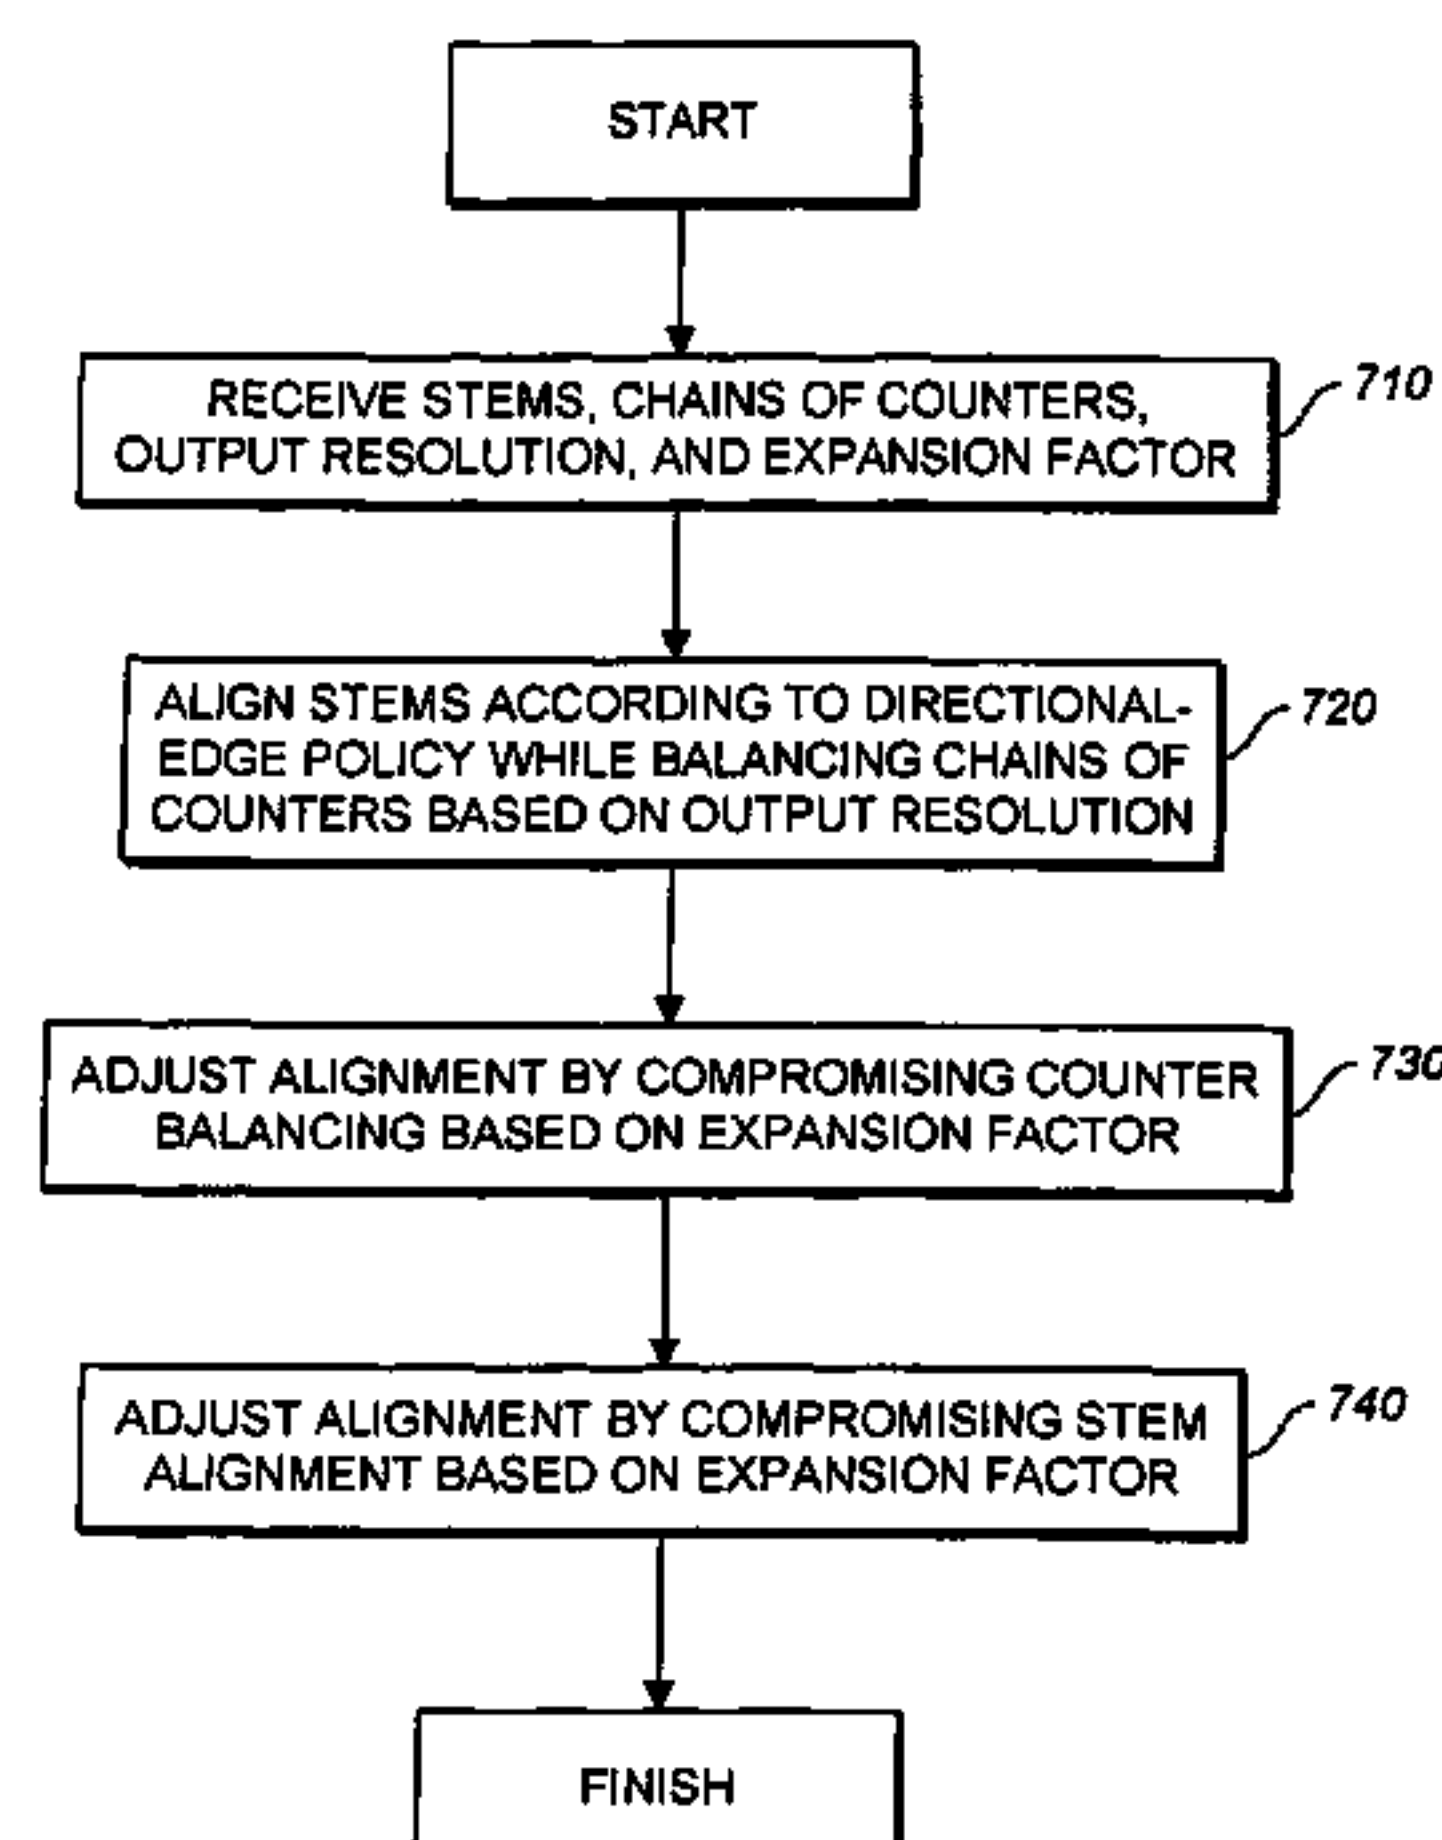 START
RECEIVE STEMS, CHAINS OF COUNTERS,
OUTPUT RESOLUTION, AND EXPANSION FACTOR
710
ALIGN STEMS ACCORDING TO DIRECTIONAL-
EDGE POLICY WHILE BALANCING CHAINS OF
COUNTERS BASED ON OUTPUT RESOLUTION
720
ADJUST ALIGNMENT BY COMPROMISING COUNTER
BALANCING BASED ON EXPANSION FACTOR
730
ADJUST ALIGNMENT BY COMPROMISING STEM
ALIGNMENT BASED ON EXPANSION FACTOR
740
FINISH